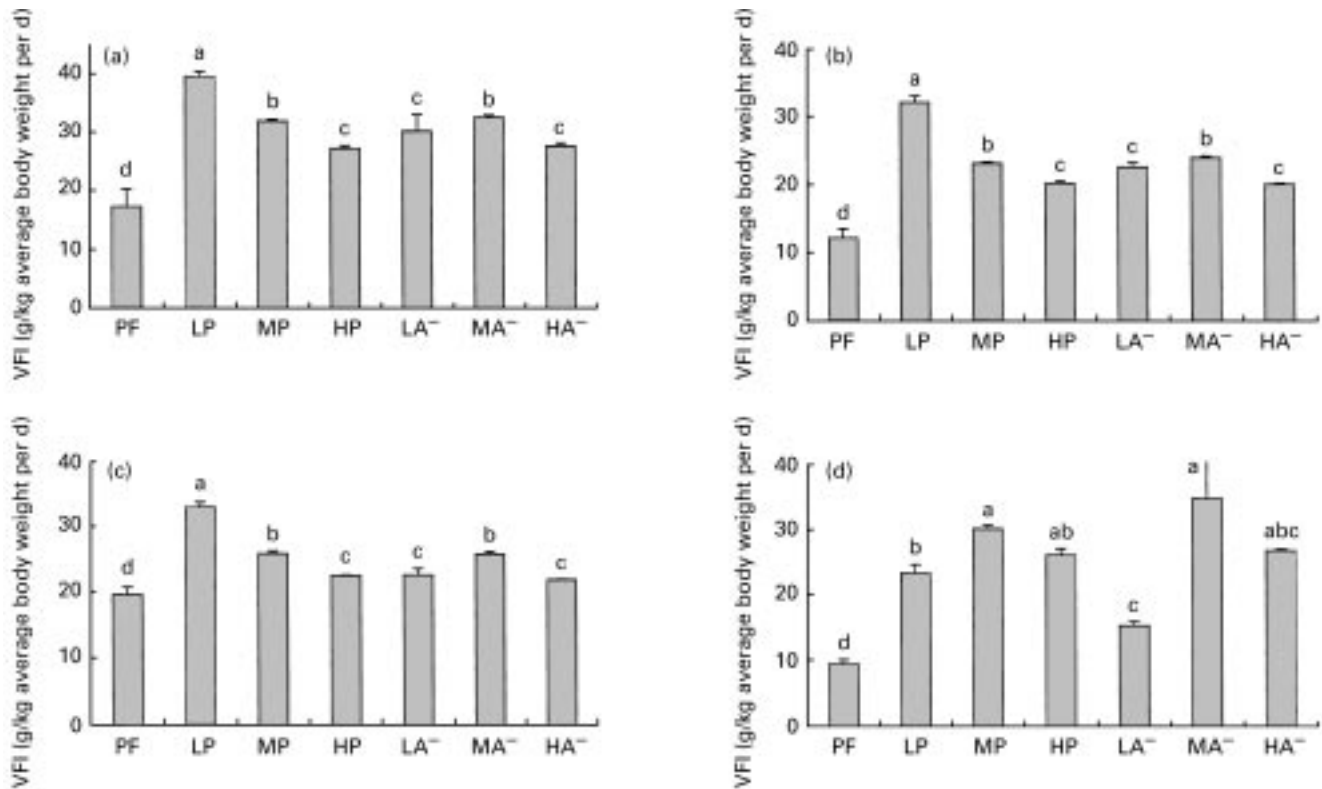 VFI (g/kg average body weight per d)
(a)
40
30
20
10
0
d
a
b
c
c
b
c
PF LP MP HP LA⁻ MA⁻ HA⁻
VFI (g/kg average body weight per d)
(b)
40
30
20
10
0
d
a
b
c
c
b
c
PF LP MP HP LA⁻ MA⁻ HA⁻
VFI (g/kg average body weight per d)
(c)
40
30
20
10
0
d
a
b
c
c
b
c
PF LP MP HP LA⁻ MA⁻ HA⁻
VFI (g/kg average body weight per d)
(d)
40
30
20
10
0
d
b
a
ab
c
a
abc
PF LP MP HP LA⁻ MA⁻ HA⁻